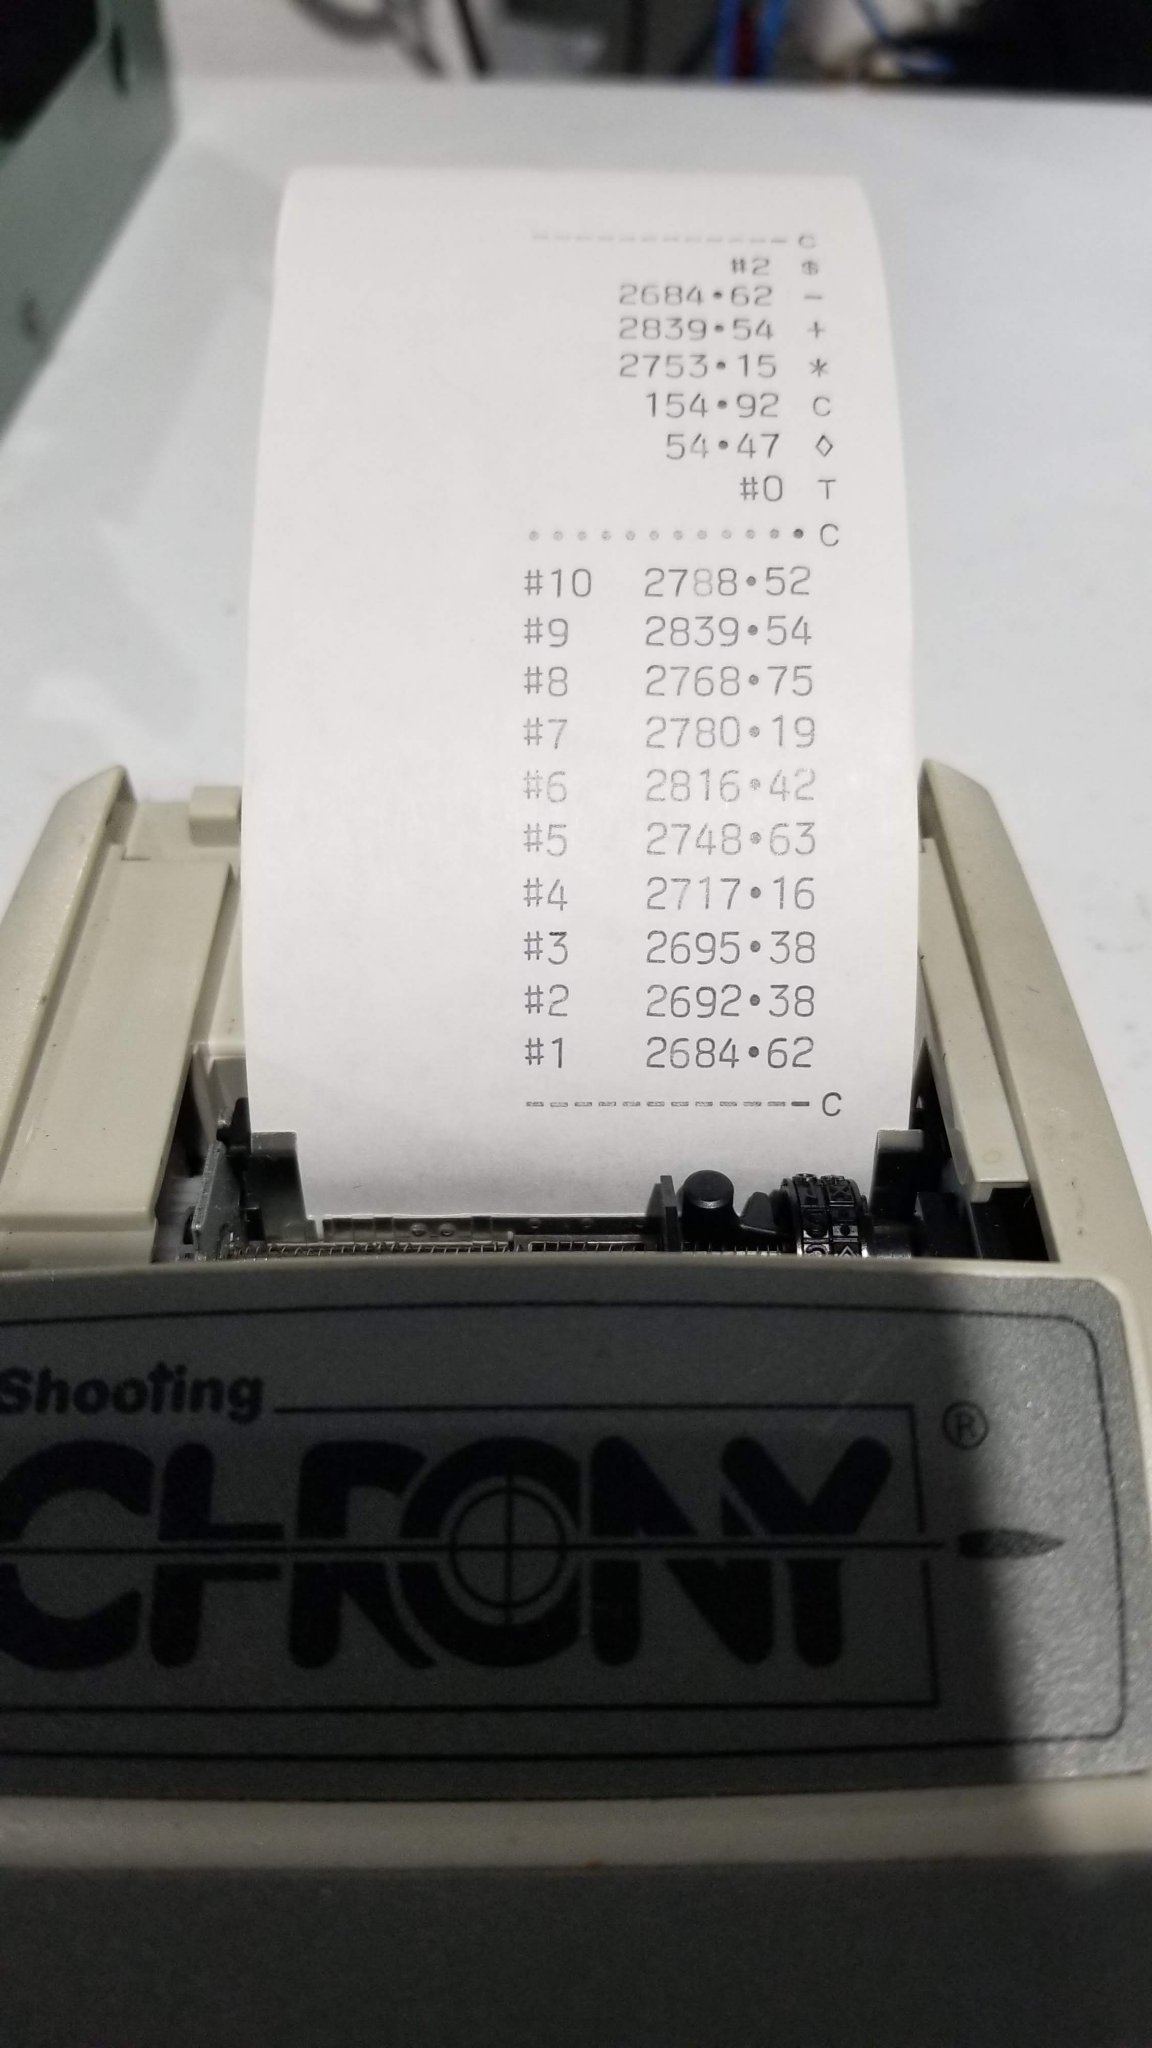 ------------ C
#2 $
2684•62 -
2839•54 +
2753•15 *
154•92 C
54•47 ◊
#0 T
•••••••••••• C
#10 2788•52
#9 2839•54
#8 2768•75
#7 2780•19
#6 2816•42
#5 2748•63
#4 2717•16
#3 2695•38
#2 2692•38
#1 2684•62
------------ C
Shooting
CHRONY ®